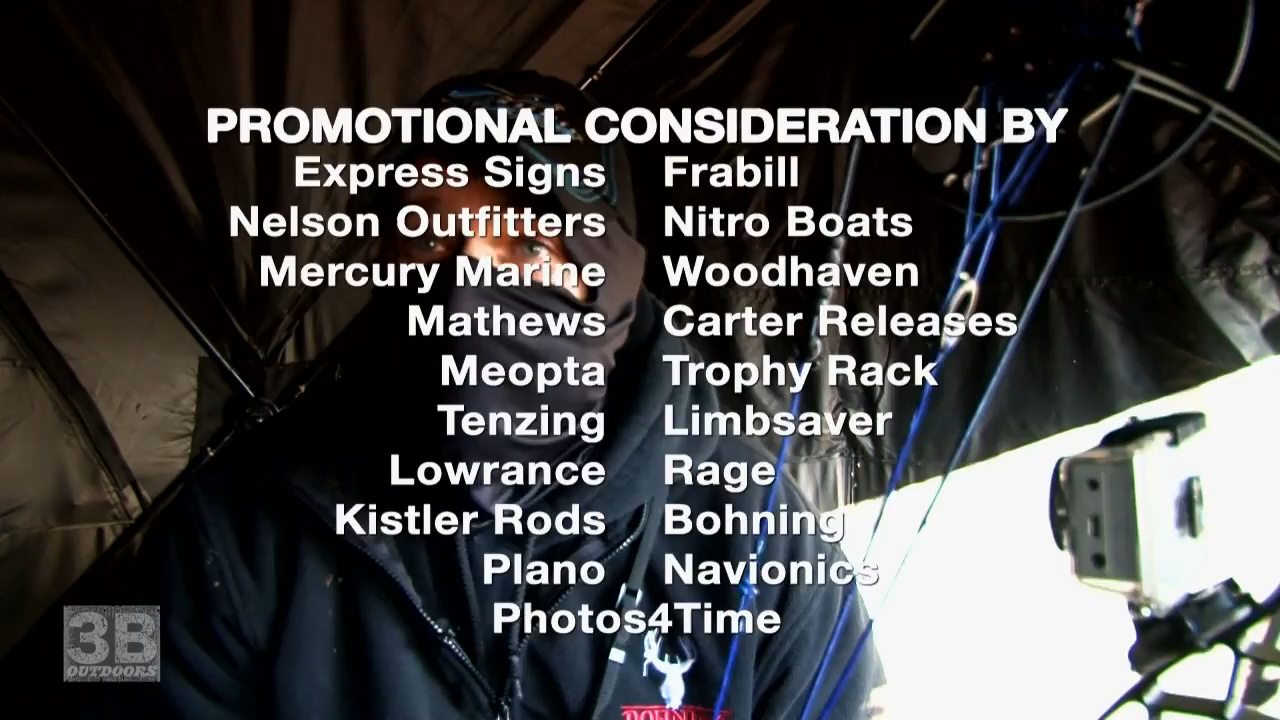 PROMOTIONAL CONSIDERATION BY
Express Signs Frabill
Nelson Outfitters Nitro Boats
Mercury Marine Woodhaven
Mathews Carter Releases
Meopta Trophy Rack
Tenzing Limbsaver
Lowrance Rage
Kistler Rods Bohning
Plano Navionics
Photos4Time
3B
OUTDOORS